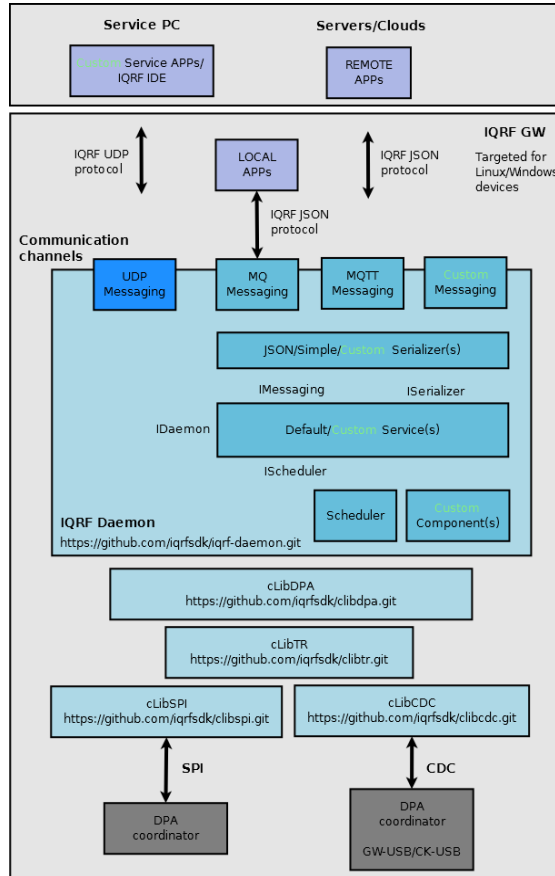 Service PC
Servers/Clouds
Custom Service APPs/
IQRF IDE
REMOTE
APPs
IQRF GW
Targeted for
Linux/Windows
devices
IQRF UDP
protocol
LOCAL
APPs
IQRF JSON
protocol
IQRF JSON
protocol
Communication
channels
UDP
Messaging
MQ
Messaging
MQTT
Messaging
Custom
Messaging
JSON/Simple/Custom Serializer(s)
IMessaging
ISerializer
IDaemon
Default/Custom Service(s)
IScheduler
Scheduler
Custom
Component(s)
IQRF Daemon
https://github.com/iqrfsdk/iqrf-daemon.git
cLibDPA
https://github.com/iqrfsdk/clibdpa.git
cLibTR
https://github.com/iqrfsdk/clibtr.git
cLibSPI
https://github.com/iqrfsdk/clibspi.git
cLibCDC
https://github.com/iqrfsdk/clibcdc.git
SPI
CDC
DPA
coordinator
DPA
coordinator
GW-USB/CK-USB